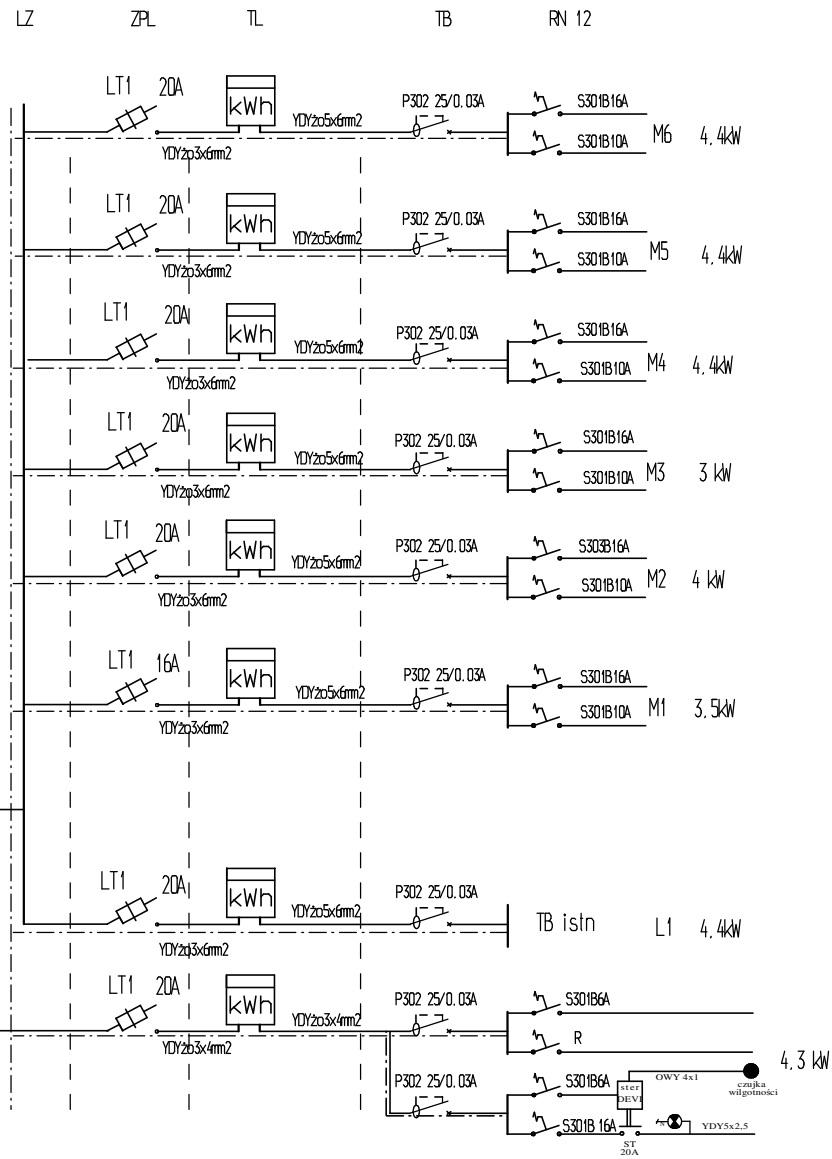 LZ ZPL TL TB RN 12
LT1 20A kWh P302 25/0.03A S301B16A
YDYżo5x6mm2 S301B10A M6 4,4kW
YDYżo3x6mm2
LT1 20A kWh P302 25/0.03A S301B16A
YDYżo5x6mm2 S301B10A M5 4,4kW
YDYżo3x6mm2
LT1 20A kWh P302 25/0.03A S301B16A
YDYżo5x6mm2 S301B10A M4 4,4kW
YDYżo3x6mm2
LT1 20A kWh P302 25/0.03A S301B16A
YDYżo5x6mm2 S301B10A M3 3 kW
YDYżo3x6mm2
LT1 20A kWh P302 25/0.03A S303B16A
YDYżo5x6mm2 S301B10A M2 4 kW
YDYżo3x6mm2
LT1 16A kWh P302 25/0.03A S301B16A
YDYżo5x6mm2 S301B10A M1 3,5kW
YDYżo3x6mm2
LT1 20A kWh P302 25/0.03A
YDYżo5x6mm2 TB istn L1 4,4kW
YDYżo3x6mm2
LT1 20A kWh P302 25/0.03A S301B6A
YDYżo3x4mm2 R
YDYżo3x4mm2 4,3 kW
P302 25/0.03A S301B6A ster DEVI OWY 4x1 czujka
wilgotności
S301B 16A N YDY5x2,5
ST
20A